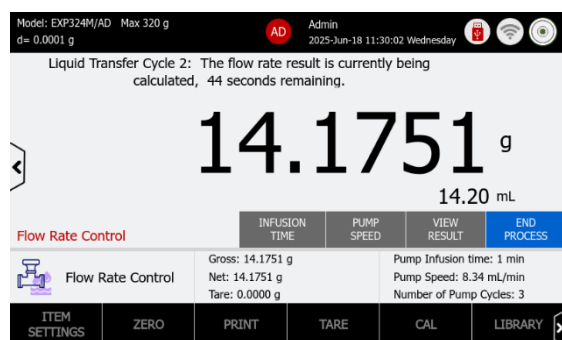 Model: EXP324M/AD Max 320 g
d= 0.0001 g
AD
Admin
2025-Jun-18 11:30:02 Wednesday
Liquid Transfer Cycle 2: The flow rate result is currently being
calculated, 44 seconds remaining.
14.1751 g
14.20 mL
Flow Rate Control
INFUSION
TIME
PUMP
SPEED
VIEW
RESULT
END
PROCESS
Flow Rate Control
Gross: 14.1751 g
Net: 14.1751 g
Tare: 0.0000 g
Pump Infusion time: 1 min
Pump Speed: 8.34 mL/min
Number of Pump Cycles: 3
ITEM
SETTINGS
ZERO
PRINT
TARE
CAL
LIBRARY